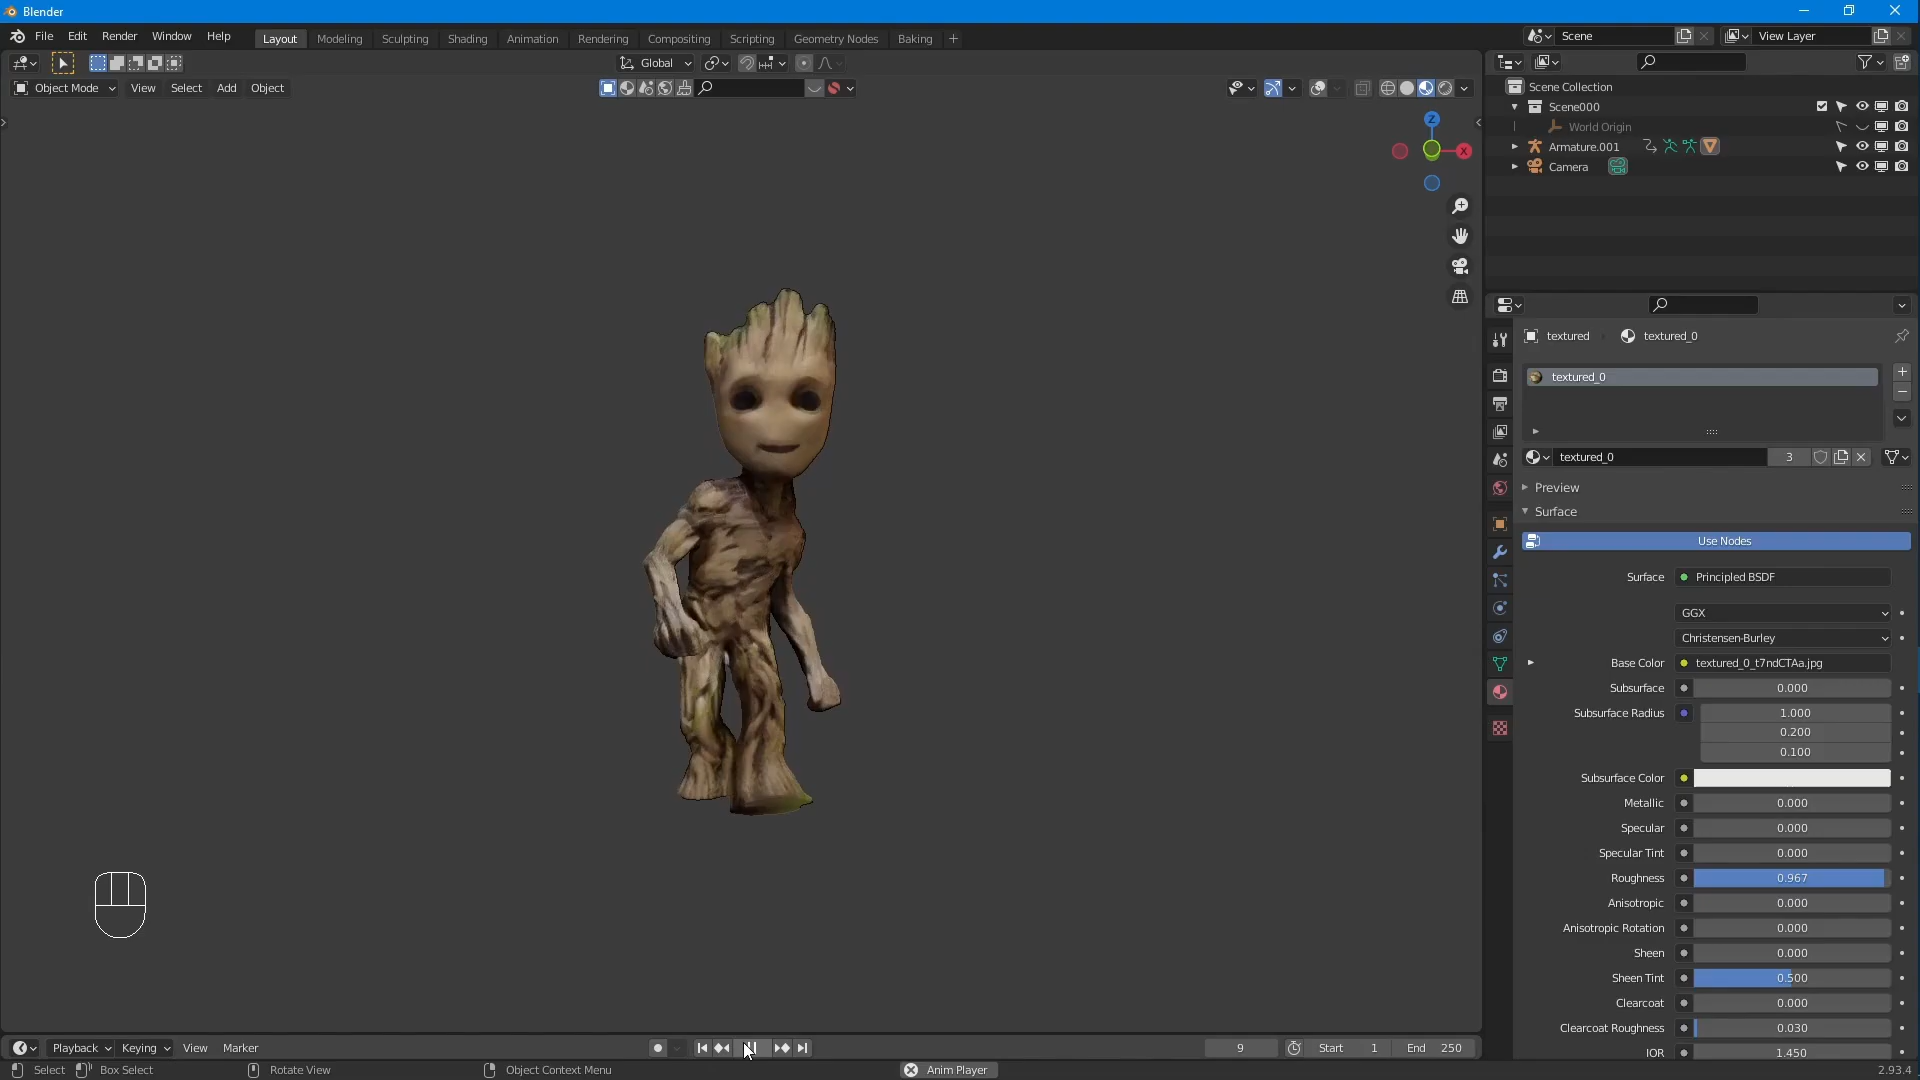 Blender
File Edit Render Window Help Layout Modeling Sculpting UV Editing Shading Animation Rendering Compositing Scripting Geometry Nodes Baking + Scene View Layer
Global
Object Mode View Select Add Object
Scene Collection
Scene000
World Origin
Armature.001
Camera
Z
X
textured textured_0
textured_0
textured_0 3
Preview
Surface
Use Nodes
Surface Principled BSDF
GGX
Christensen-Burley
Base Color textured_0_t7ndCTAa.jpg
Subsurface 0.000
Subsurface Radius 1.000
0.200
0.100
Subsurface Color
Metallic 0.000
Specular 0.000
Specular Tint 0.000
Roughness 0.967
Anisotropic 0.000
Anisotropic Rotation 0.000
Sheen 0.000
Sheen Tint 0.500
Clearcoat 0.000
Clearcoat Roughness 0.030
IOR 1.450
Playback Keying View Marker 9 Start 1 End 250
Select Box Select Rotate View Object Context Menu Anim Player 2.93.4